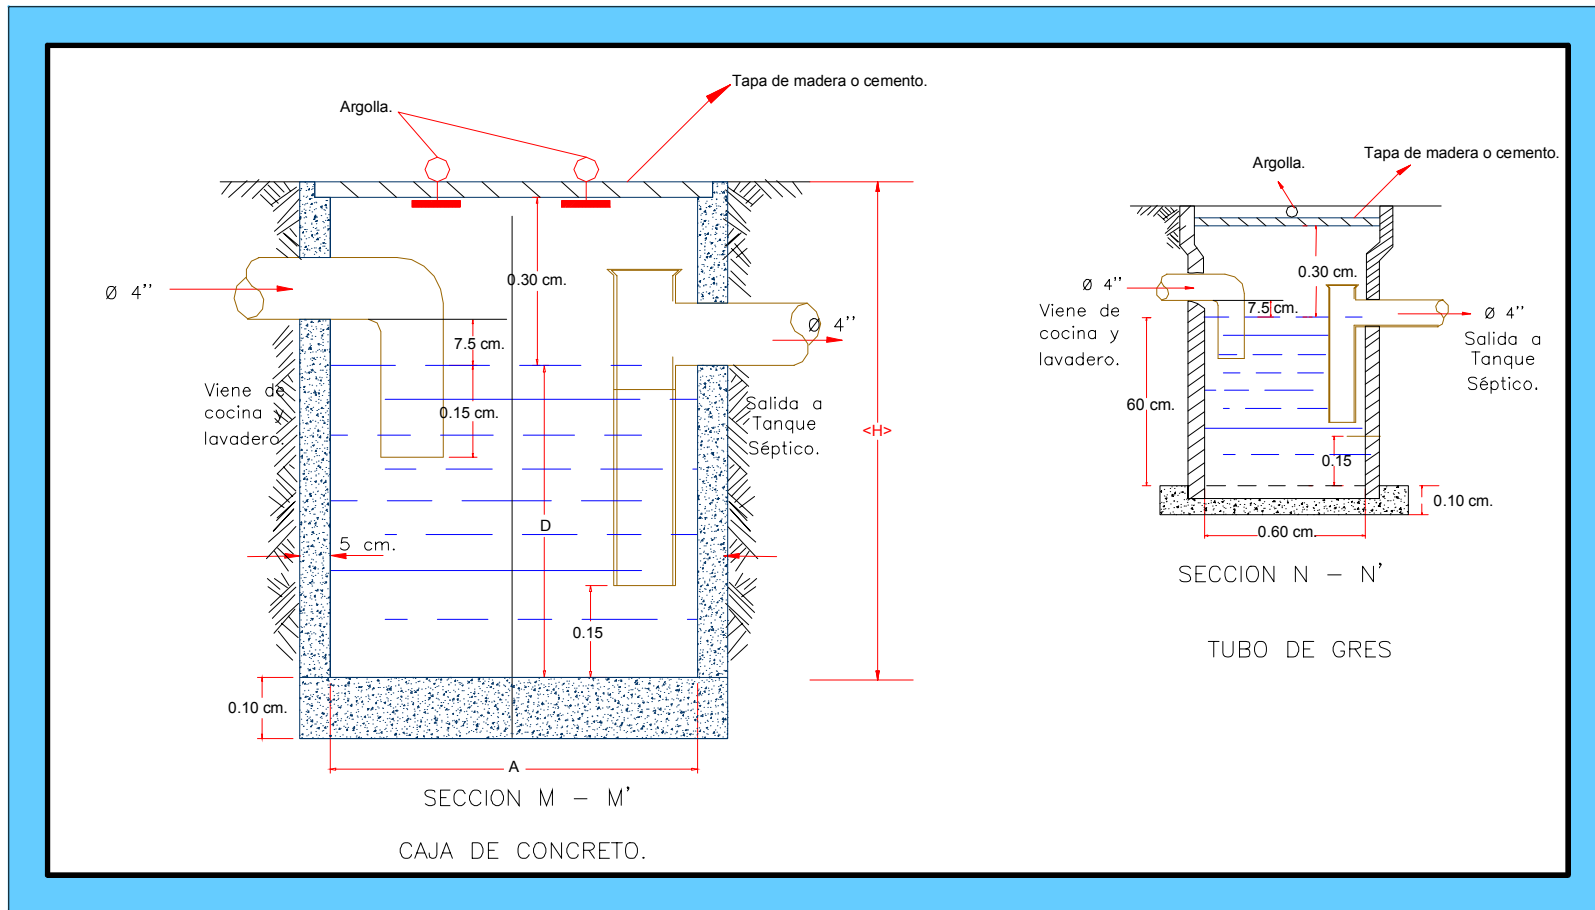 Tapa de madera o cemento.
Argolla.
0.30 cm.
Ø 4''
Ø 4''
7.5 cm.
Viene de
cocina y
lavadero.
0.15 cm.
Salida a
Tanque
Séptico.
<H>
D
5 cm.
0.15
0.10 cm.
A
SECCION M – M'
CAJA DE CONCRETO.
Argolla.
Tapa de madera o cemento.
0.30 cm.
Ø 4''
7.5 cm.
Ø 4''
Viene de
cocina y
lavadero.
Salida a
Tanque
Séptico.
60 cm.
0.15
0.10 cm.
0.60 cm.
SECCION N – N'
TUBO DE GRES